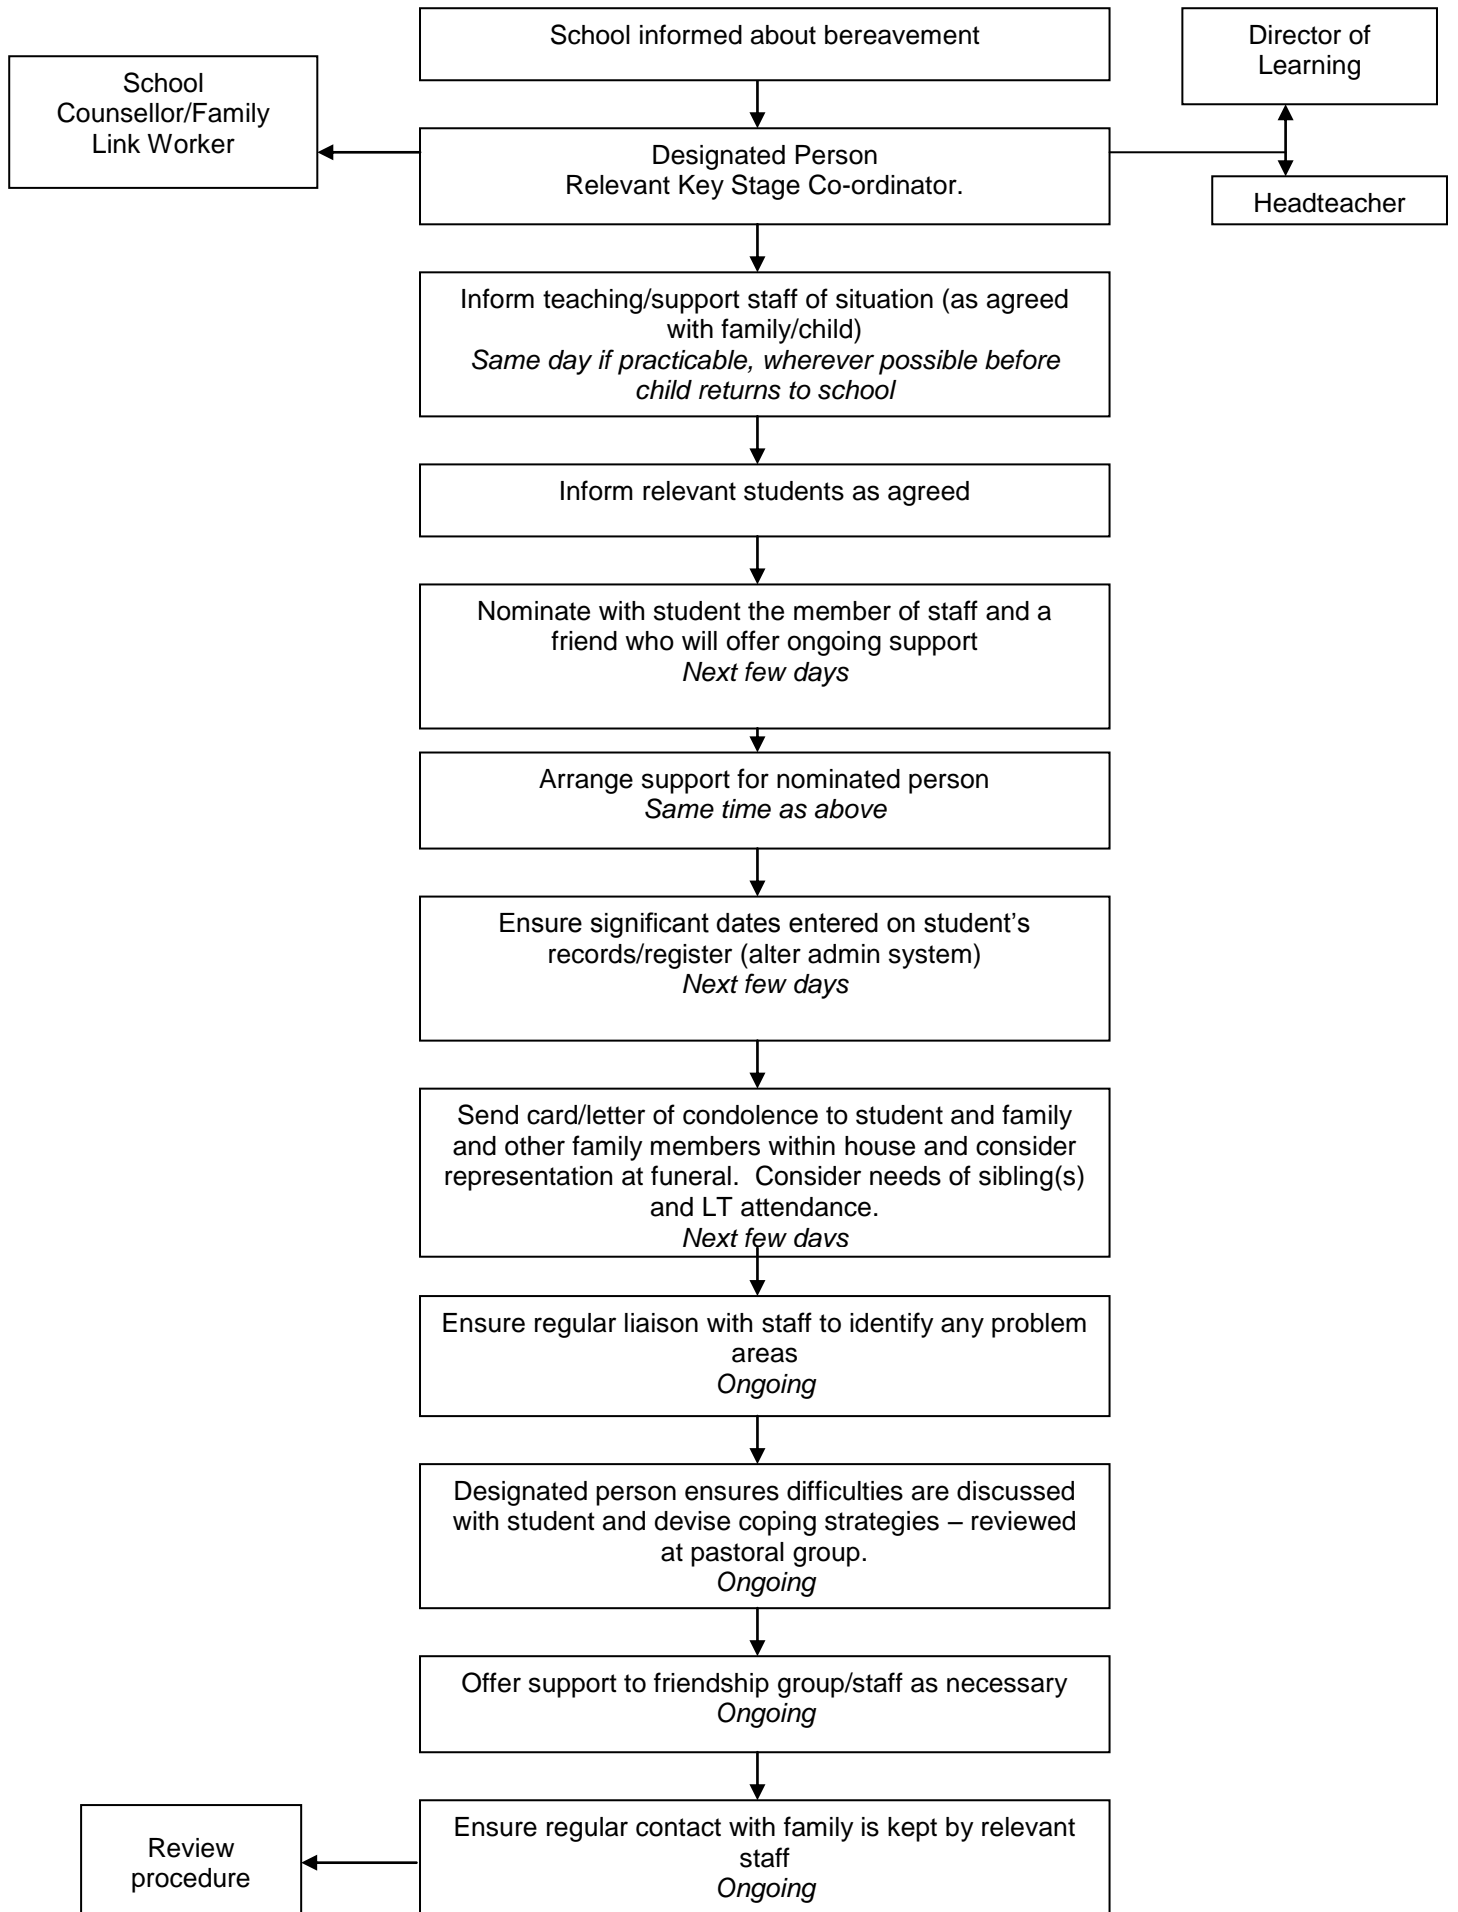 School informed about bereavement
Director of
Learning
School
Counsellor/Family
Link Worker
Designated Person
Relevant Key Stage Co-ordinator.
Headteacher
Inform teaching/support staff of situation (as agreed
with family/child)
Same day if practicable, wherever possible before
child returns to school
Inform relevant students as agreed
Nominate with student the member of staff and a
friend who will offer ongoing support
Next few days
Arrange support for nominated person
Same time as above
Ensure significant dates entered on student’s
records/register (alter admin system)
Next few days
Send card/letter of condolence to student and family
and other family members within house and consider
representation at funeral.  Consider needs of sibling(s)
and LT attendance.
Next few days
Ensure regular liaison with staff to identify any problem
areas
Ongoing
Designated person ensures difficulties are discussed
with student and devise coping strategies – reviewed
at pastoral group.
Ongoing
Offer support to friendship group/staff as necessary
Ongoing
Ensure regular contact with family is kept by relevant
staff
Ongoing
Review
procedure